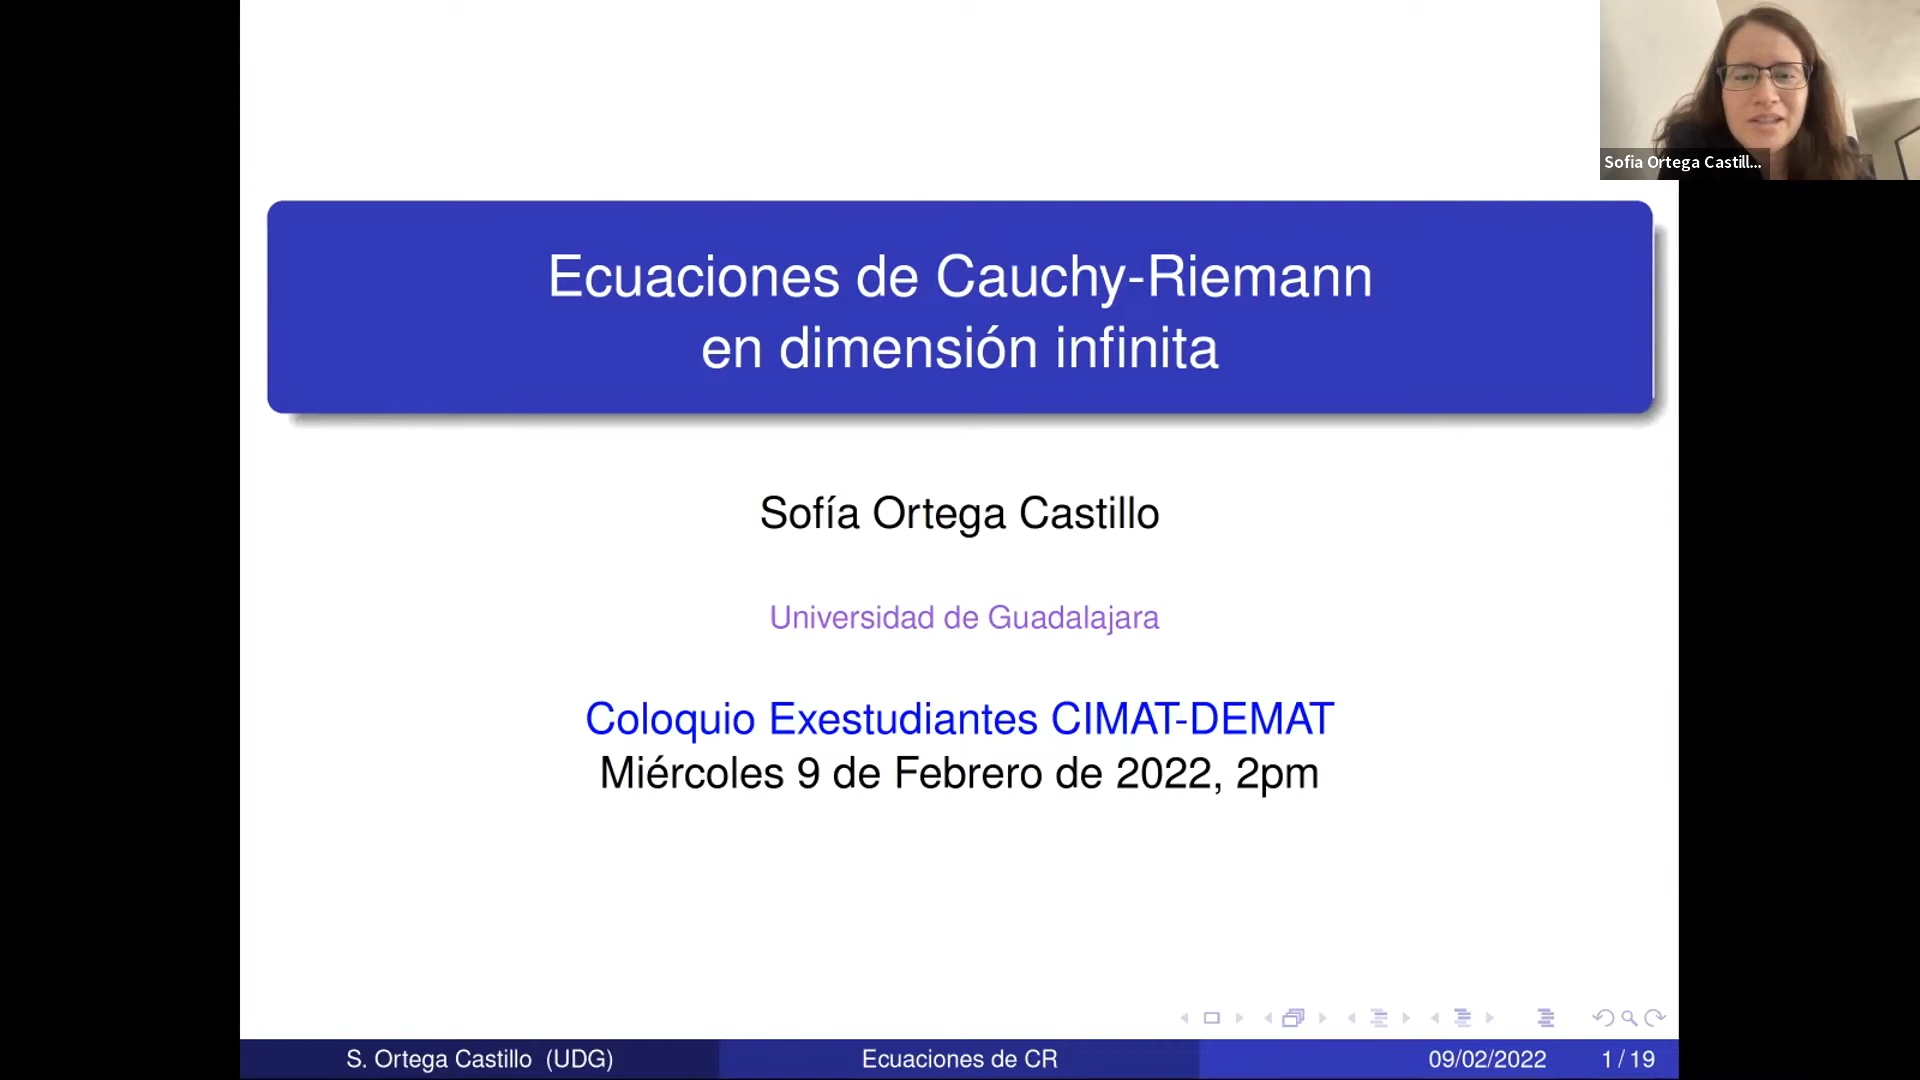 Sofia Ortega Castill...
Ecuaciones de Cauchy-Riemann
en dimensión infinita
Sofía Ortega Castillo
Universidad de Guadalajara
Coloquio Exestudiantes CIMAT-DEMAT
Miércoles 9 de Febrero de 2022, 2pm
S. Ortega Castillo (UDG)
Ecuaciones de CR
09/02/2022
1 / 19